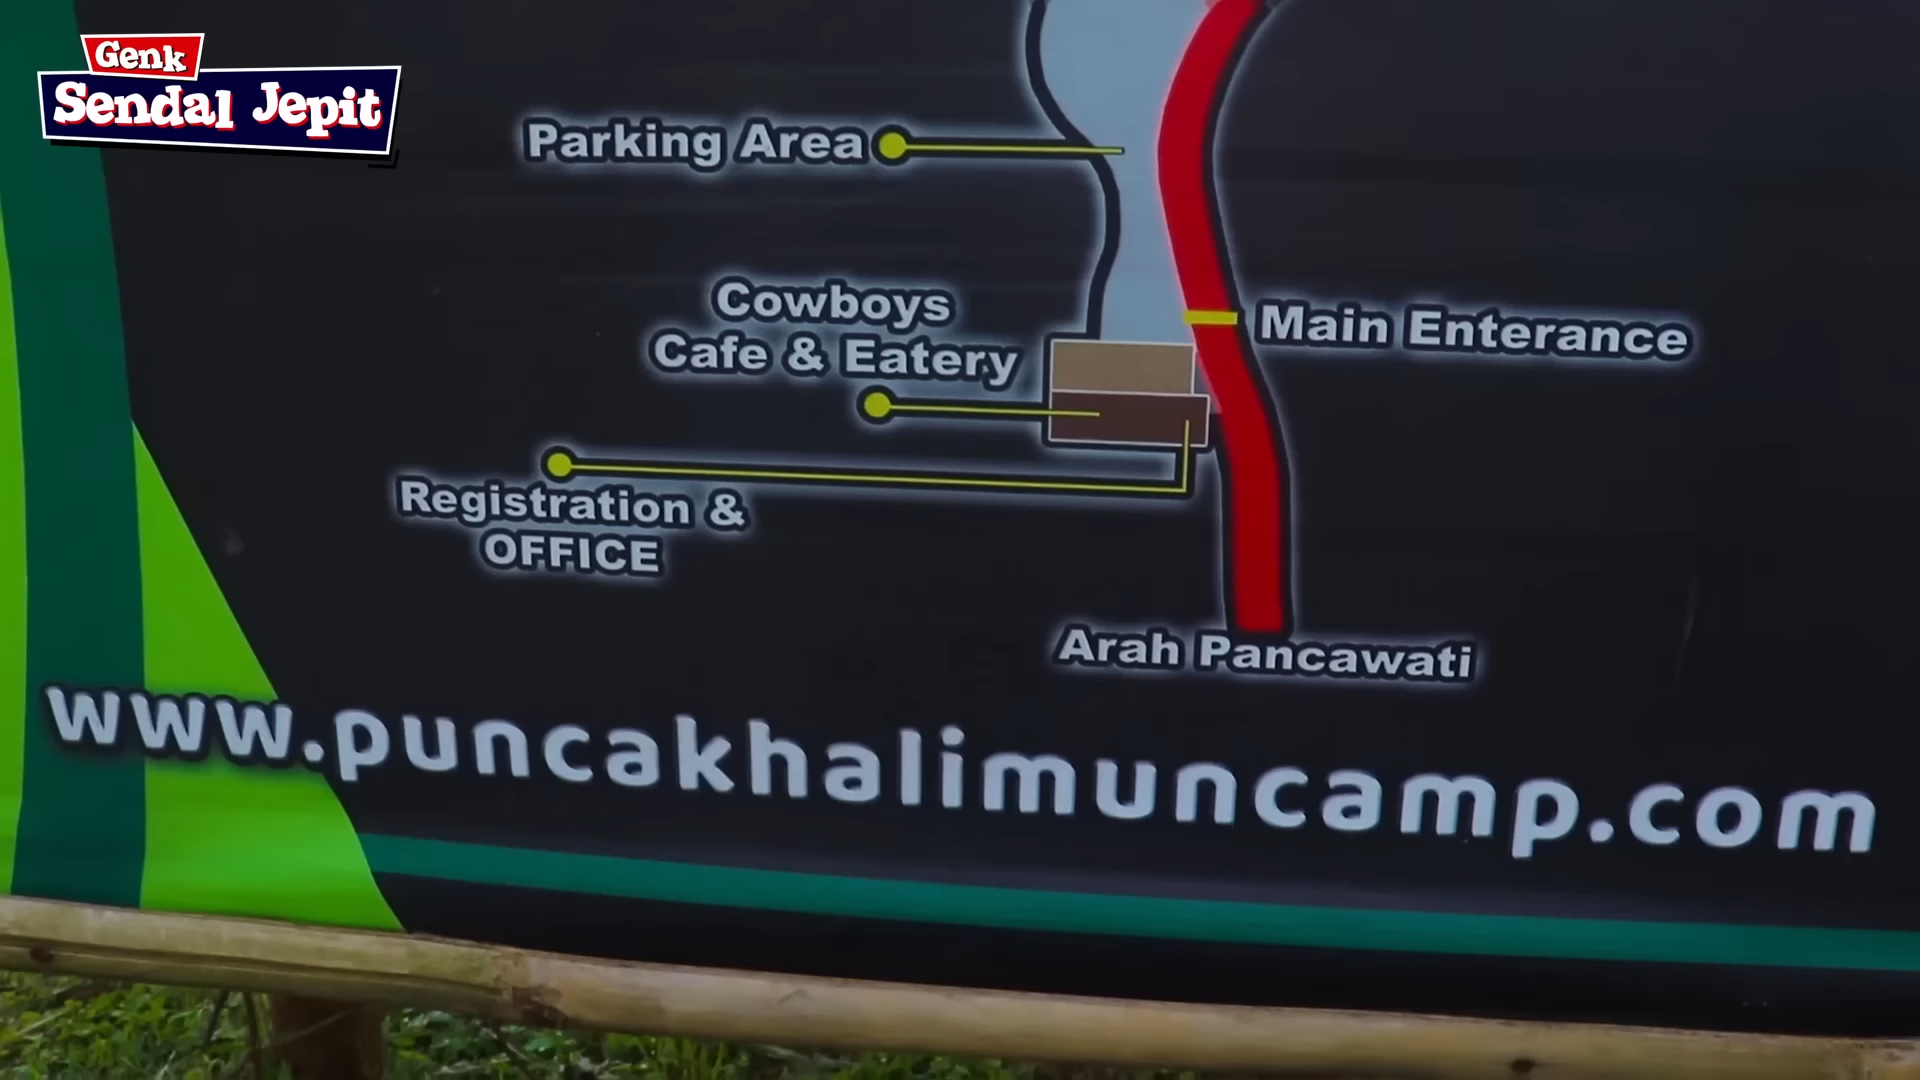 Genk
Sendal Jepit
Parking Area
Cowboys
Cafe & Eatery
Main Enterance
Registration &
OFFICE
Arah Pancawati
www.puncakhalimuncamp.com